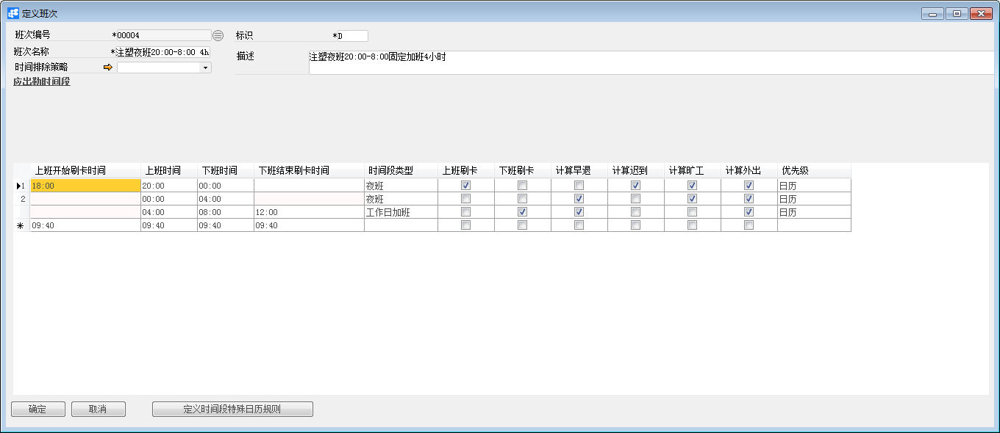 定义班次
班次编号 *00004 标识 *D
班次名称 *注塑夜班20:00-8:00 4h 描述 注塑夜班20:00-8:00固定加班4小时
时间排除策略
应出勤时间段
上班开始刷卡时间 上班时间 下班时间 下班结束刷卡时间 时间段类型 上班刷卡 下班刷卡 计算早退 计算迟到 计算旷工 计算外出 优先级
1 18:00 20:00 00:00 夜班 日历
2 00:00 04:00 夜班 日历
04:00 08:00 12:00 工作日加班 日历
* 09:40 09:40 09:40 09:40
确定 取消 定义时间段特殊日历规则